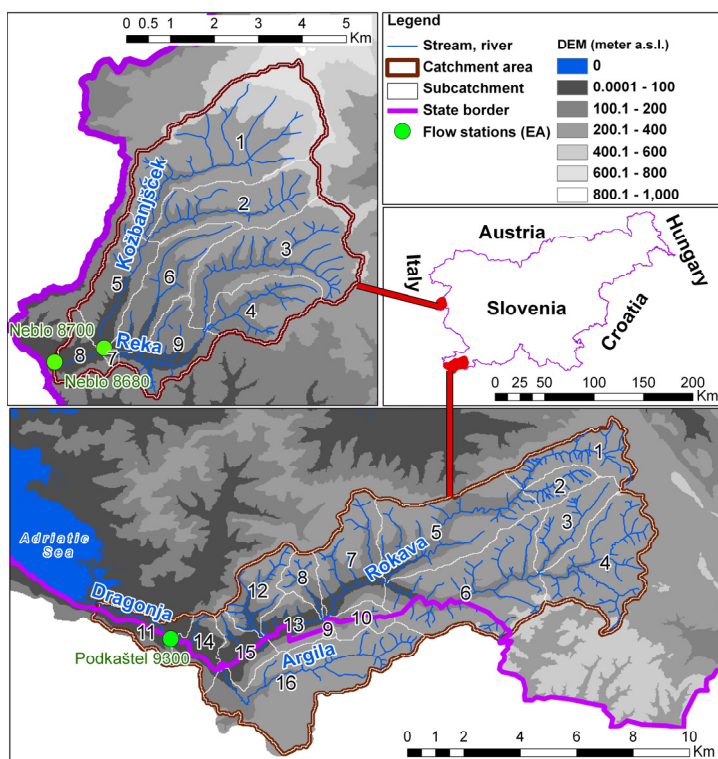 0 0.5 1 2 3 4 5
Km
1
2
3
4
5
6
7
8
9
Kožbanjšček
Reka
Neblo 8700
Neblo 8680
Legend
Stream, river
Catchment area
Subcatchment
State border
Flow stations (EA)
DEM (meter a.s.l.)
0
0.0001 - 100
100.1 - 200
200.1 - 400
400.1 - 600
600.1 - 800
800.1 - 1,000
Austria
Hungary
Italy
Slovenia
Croatia
0 25 50 100 150 200
Km
Adriatic
Sea
Dragonja
Rokava
Argila
Podkaštel 9300
1
2
3
4
5
6
7
8
9
10
11
12
13
14
15
16
0 1 2 4 6 8 10
Km